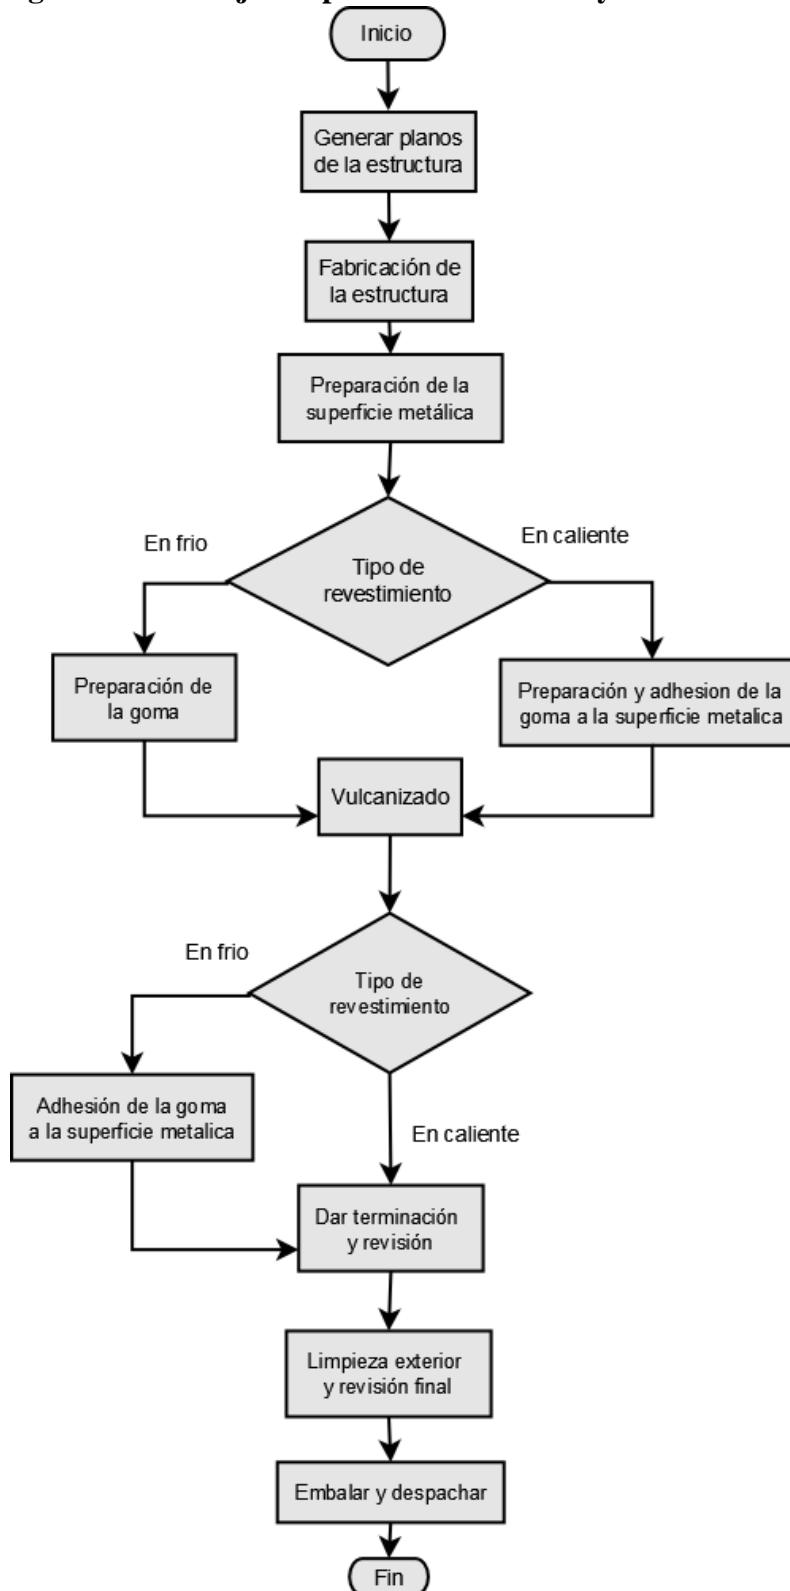 Inicio
Generar planos
de la estructura
Fabricación de
la estructura
Preparación de la
superficie metálica
En frio
En caliente
Tipo de
revestimiento
Preparación de
la goma
Preparación y adhesion de la
goma a la superficie metalica
Vulcanizado
En frio
Tipo de
revestimiento
Adhesión de la goma
a la superficie metalica
En caliente
Dar terminación
y revisión
Limpieza exterior
y revisión final
Embalar y despachar
Fin